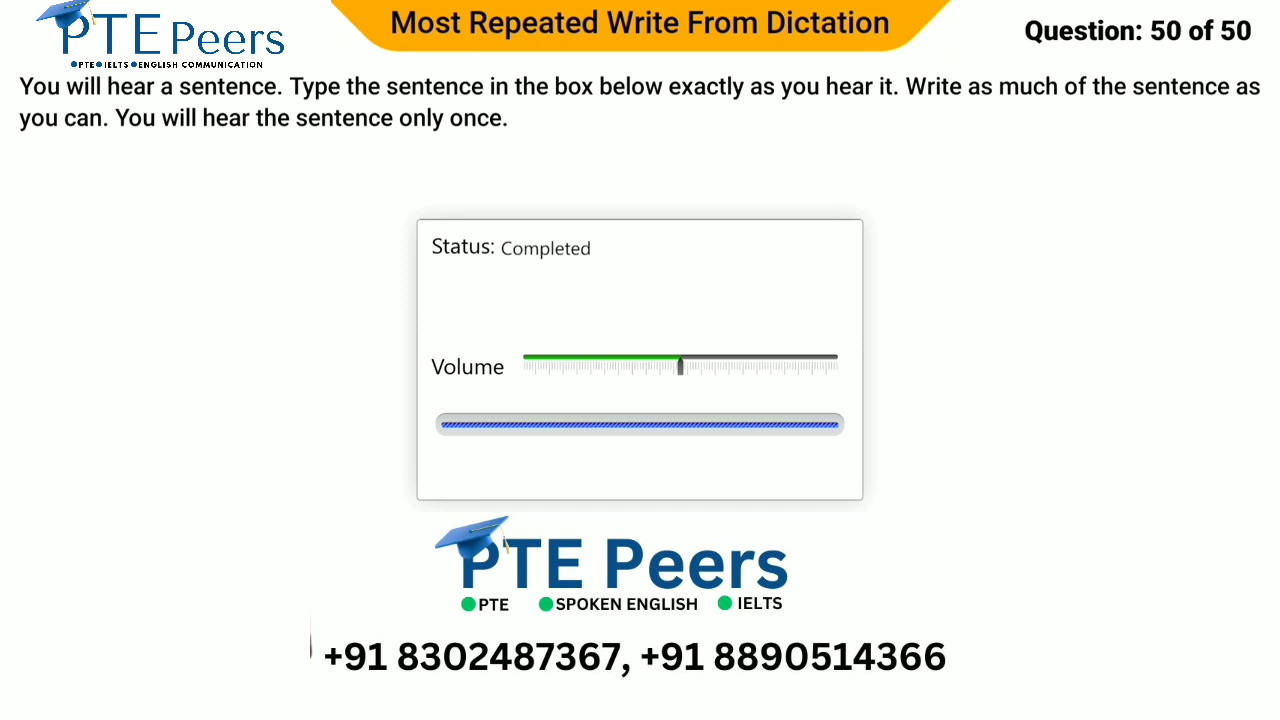 PTE Peers
PTE IELTS ENGLISH COMMUNICATION
Most Repeated Write From Dictation
Question: 50 of 50
You will hear a sentence. Type the sentence in the box below exactly as you hear it. Write as much of the sentence as
you can. You will hear the sentence only once.
Status: Completed
Volume
PTE Peers
PTE SPOKEN ENGLISH IELTS
+91 8302487367, +91 8890514366